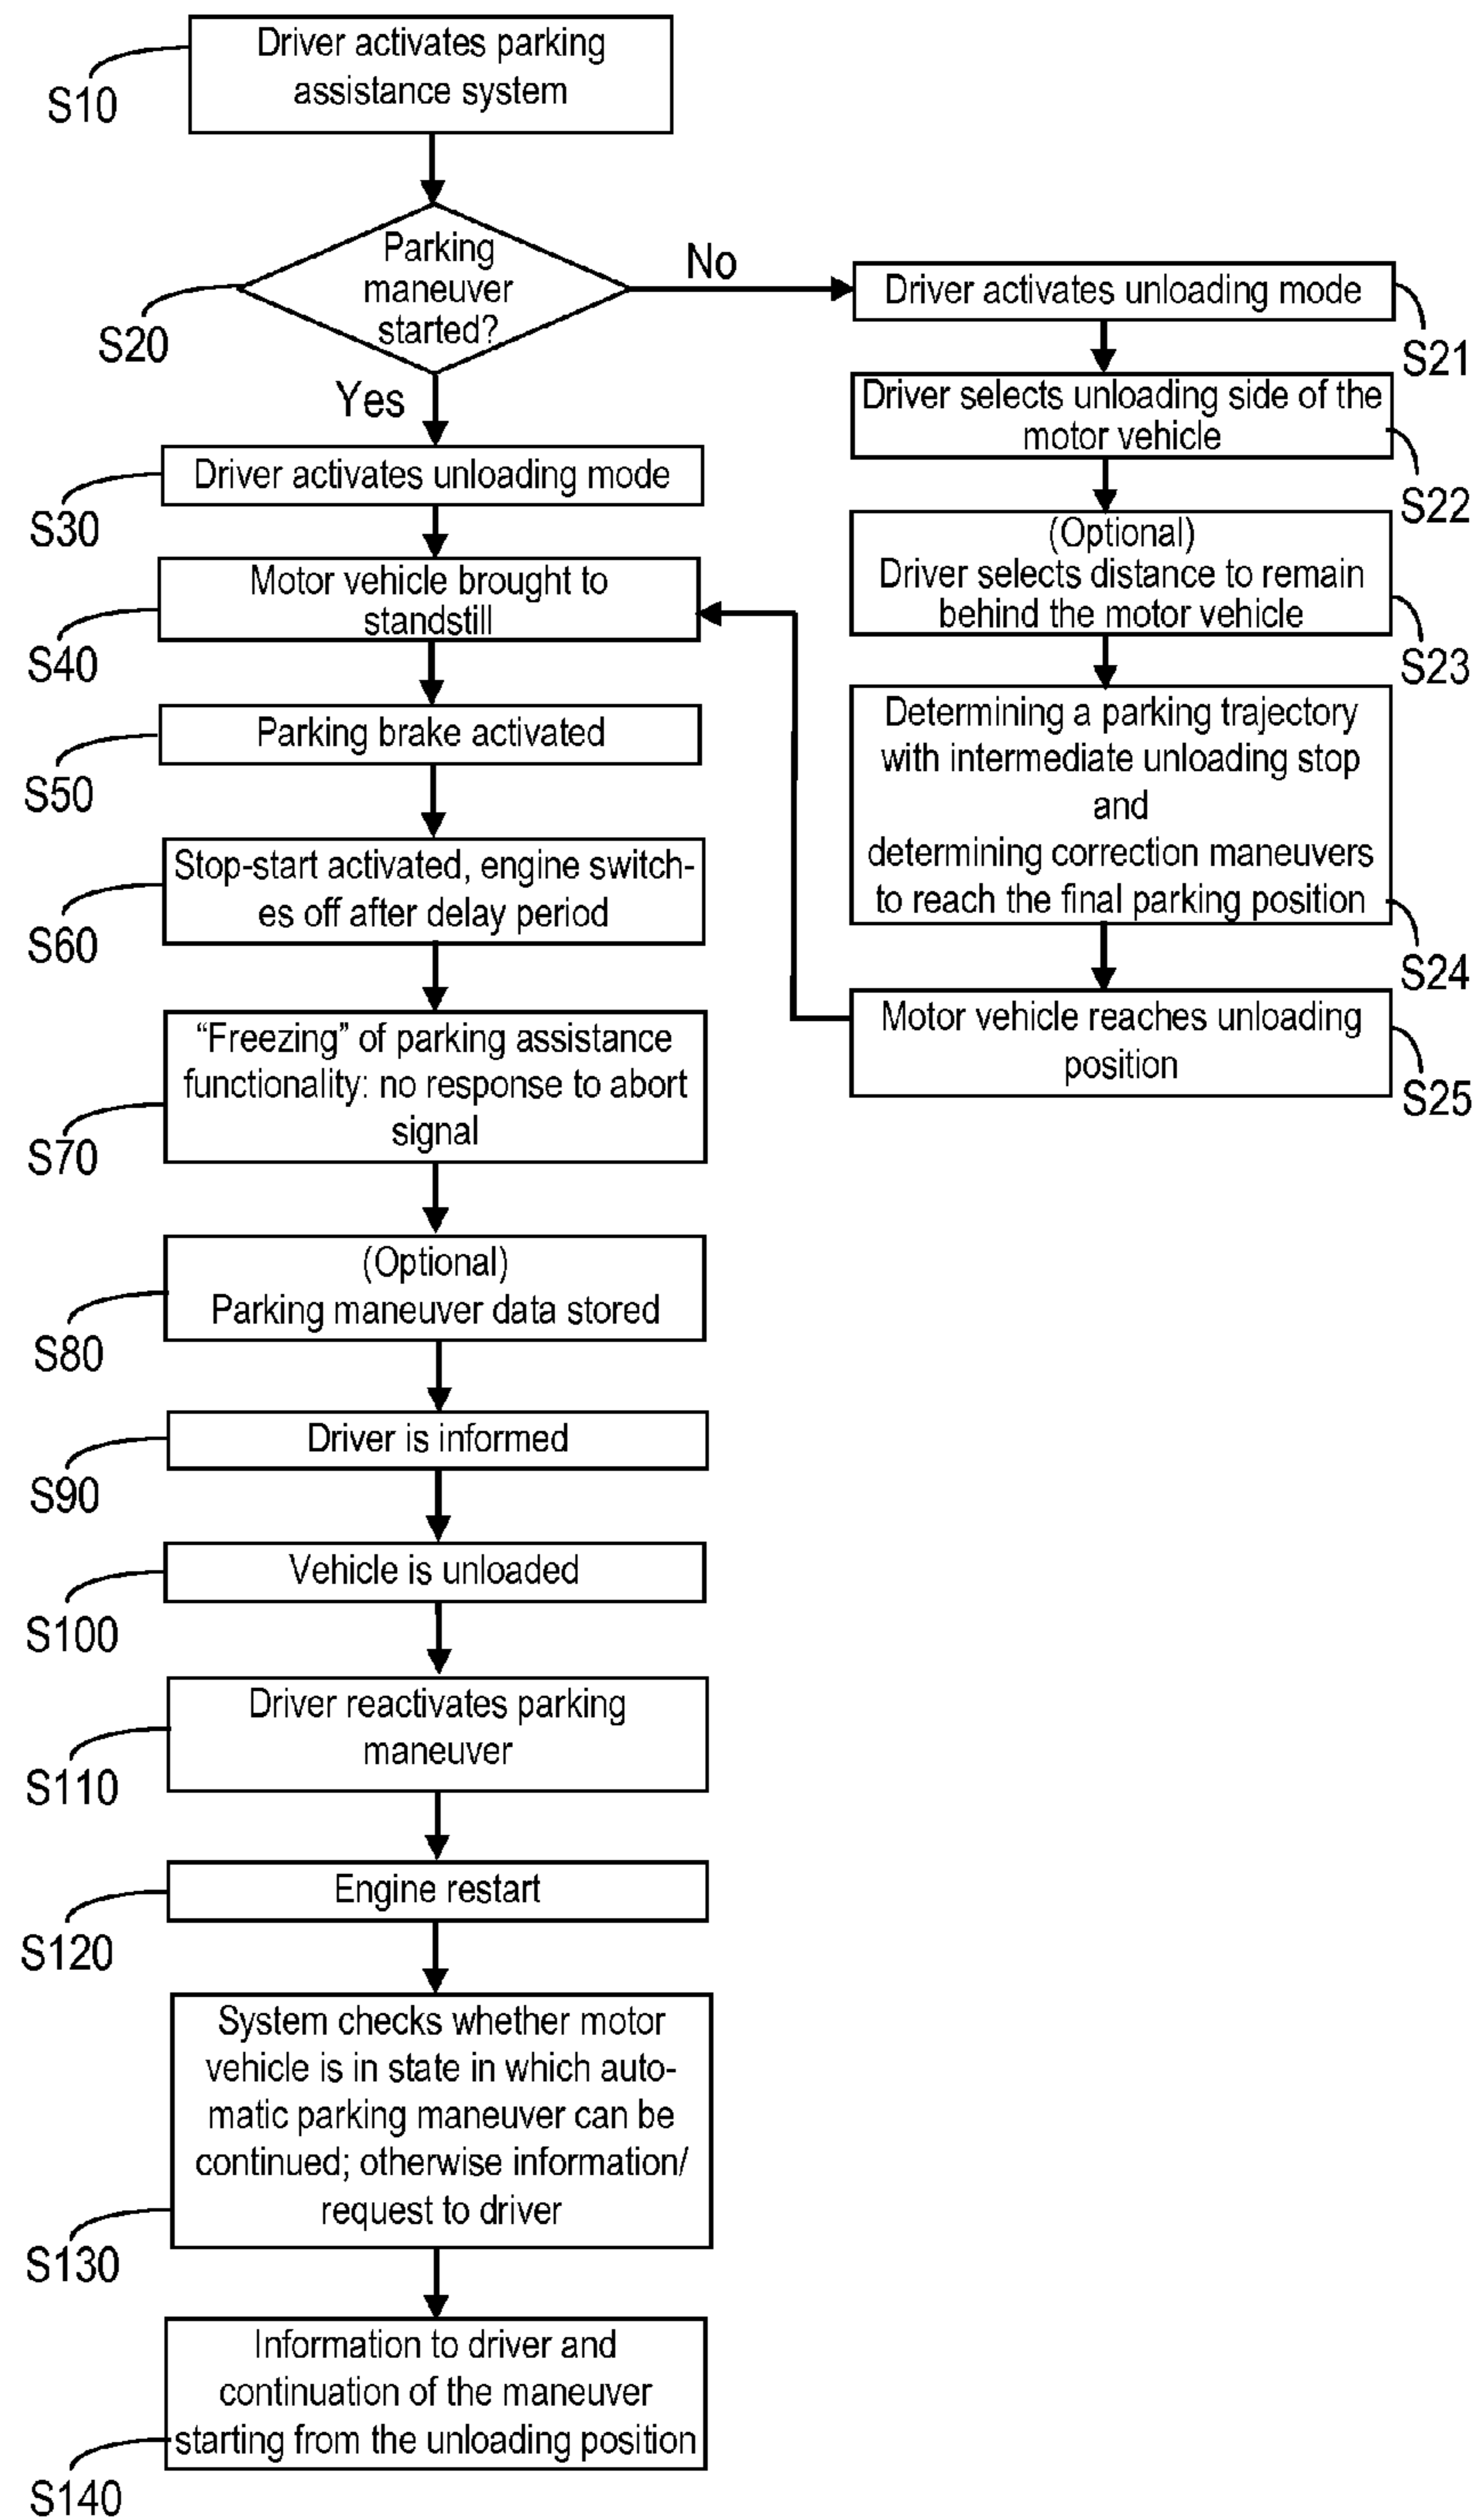 Driver activates parking
assistance system
S10
Parking
maneuver
started?
S20
No
Yes
Driver activates unloading mode
S21
Driver selects unloading side of the
motor vehicle
S22
(Optional)
Driver selects distance to remain
behind the motor vehicle
S23
Determining a parking trajectory
with intermediate unloading stop
and
determining correction maneuvers
to reach the final parking position
S24
Motor vehicle reaches unloading
position
S25
Driver activates unloading mode
S30
Motor vehicle brought to
standstill
S40
Parking brake activated
S50
Stop-start activated, engine switch-
es off after delay period
S60
“Freezing” of parking assistance
functionality: no response to abort
signal
S70
(Optional)
Parking maneuver data stored
S80
Driver is informed
S90
Vehicle is unloaded
S100
Driver reactivates parking
maneuver
S110
Engine restart
S120
System checks whether motor
vehicle is in state in which auto-
matic parking maneuver can be
continued; otherwise information/
request to driver
S130
Information to driver and
continuation of the maneuver
starting from the unloading position
S140